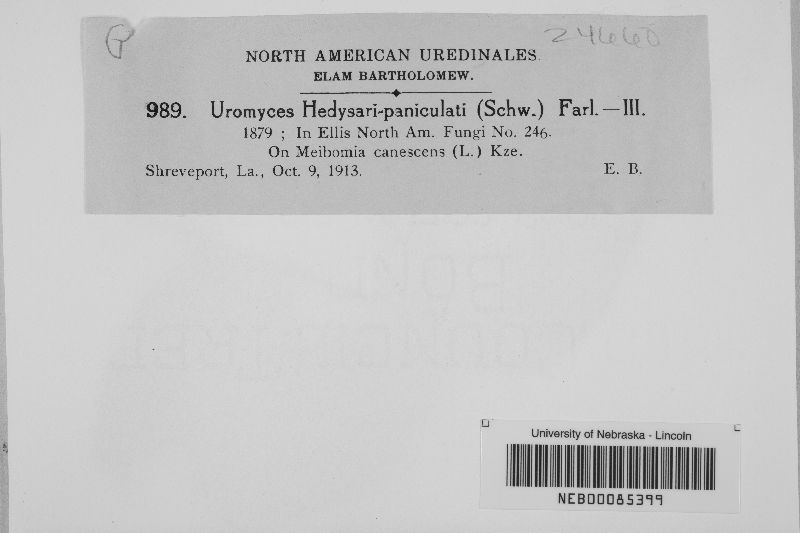 G 24660
NORTH AMERICAN UREDINALES.
ELAM BARTHOLOMEW.
989. Uromyces Hedysari-paniculati (Schw.) Farl.—III.
1879 ; In Ellis North Am. Fungi No. 246.
On Meibomia canescens (L.) Kze.
Shreveport, La., Oct. 9, 1913. E. B.
University of Nebraska - Lincoln
NEB00085399